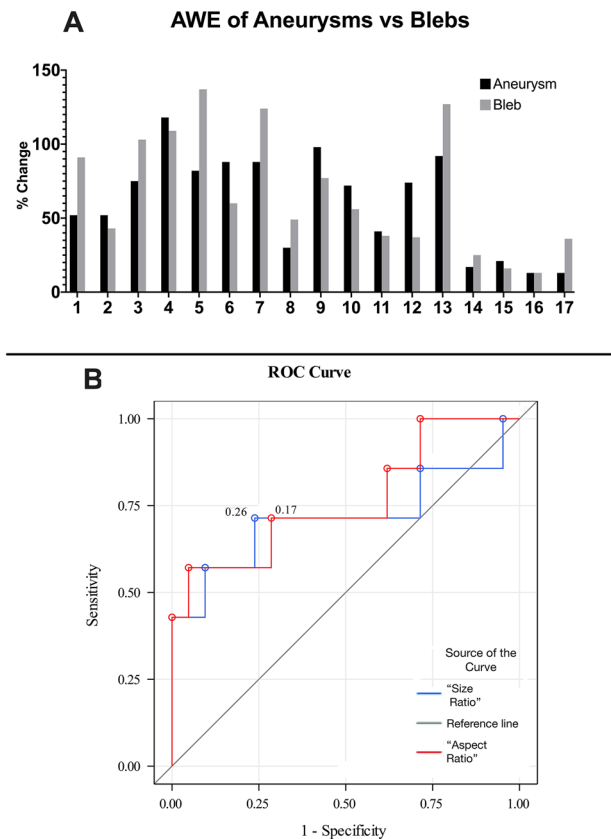 A
AWE of Aneurysms vs Blebs
150
100
50
0
% Change
Aneurysm
Bleb
1 2 3 4 5 6 7 8 9 10 11 12 13 14 15 16 17
B
ROC Curve
1.00
0.75
0.50
0.25
0.00
Sensitivity
0.26
0.17
Source of the
Curve
"Size
Ratio"
Reference line
"Aspect
Ratio"
0.00 0.25 0.50 0.75 1.00
1 - Specificity